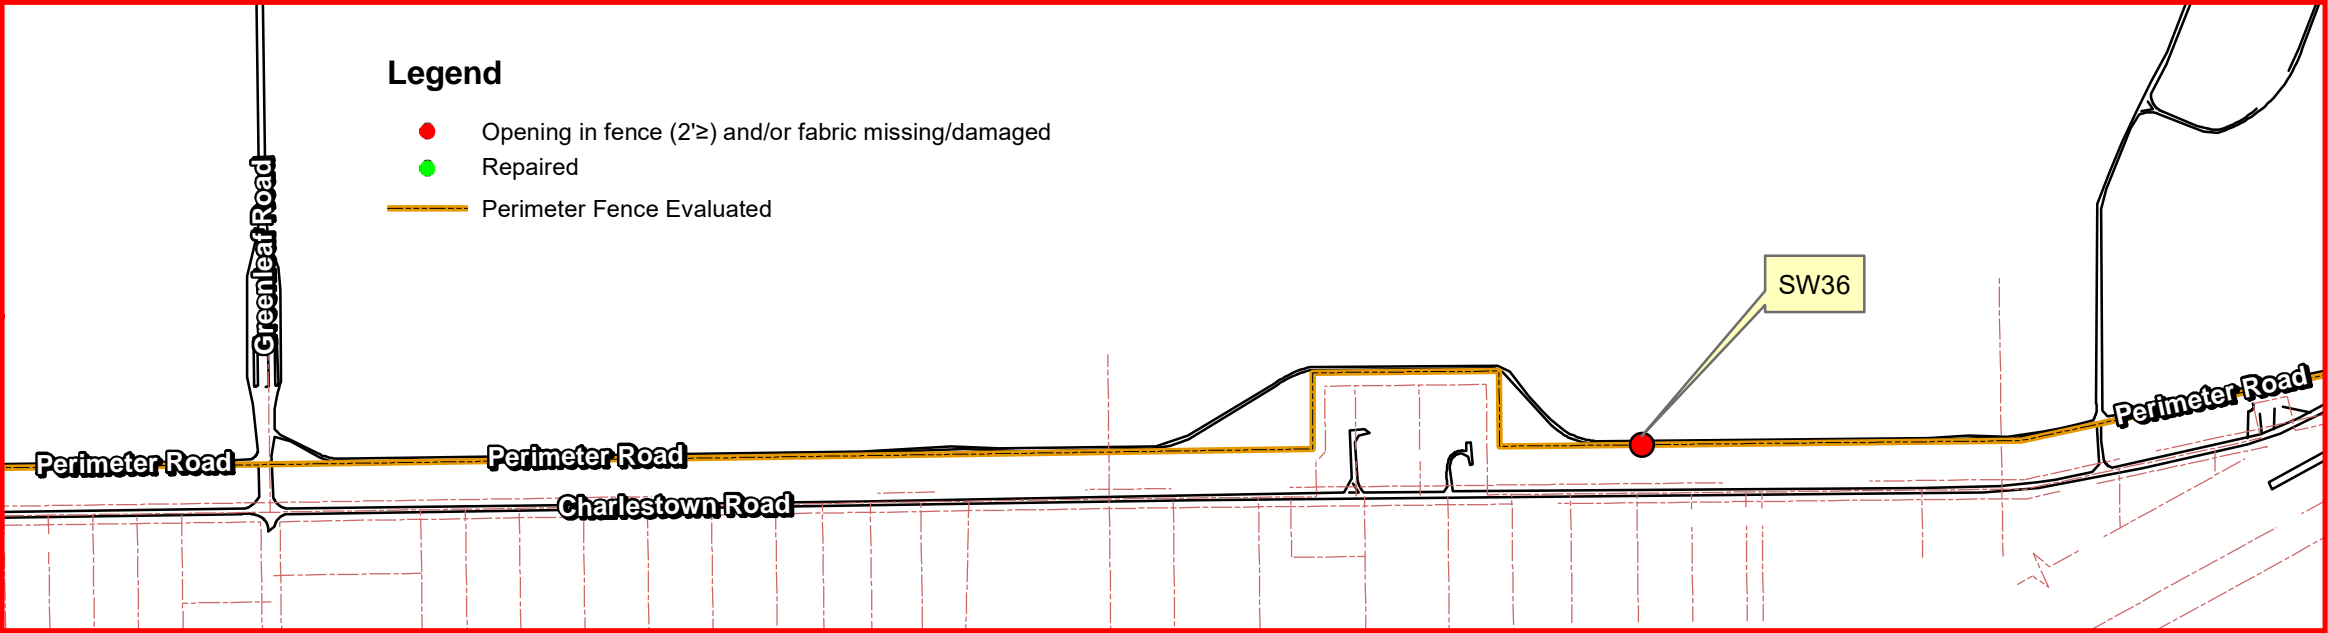 Legend
Opening in fence (2'≥) and/or fabric missing/damaged
Repaired
Perimeter Fence Evaluated
Greenleaf Road
SW36
Perimeter Road
Perimeter Road
Perimeter Road
Charlestown Road